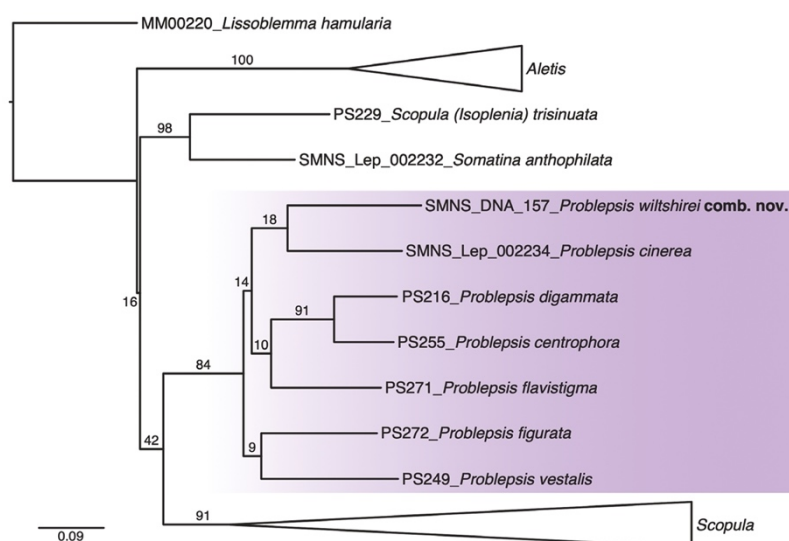 MM00220_Lissoblemma hamularia
100
Aletis
PS229_Scopula (Isoplenia) trisinuata
98
SMNS_Lep_002232_Somatina anthophilata
SMNS_DNA_157_Problepsis wiltshirei comb. nov.
18
SMNS_Lep_002234_Problepsis cinerea
14
PS216_Problepsis digammata
16
91
10
PS255_Problepsis centrophora
84
PS271_Problepsis flavistigma
PS272_Problepsis figurata
42
9
PS249_Problepsis vestalis
91
Scopula
0.09